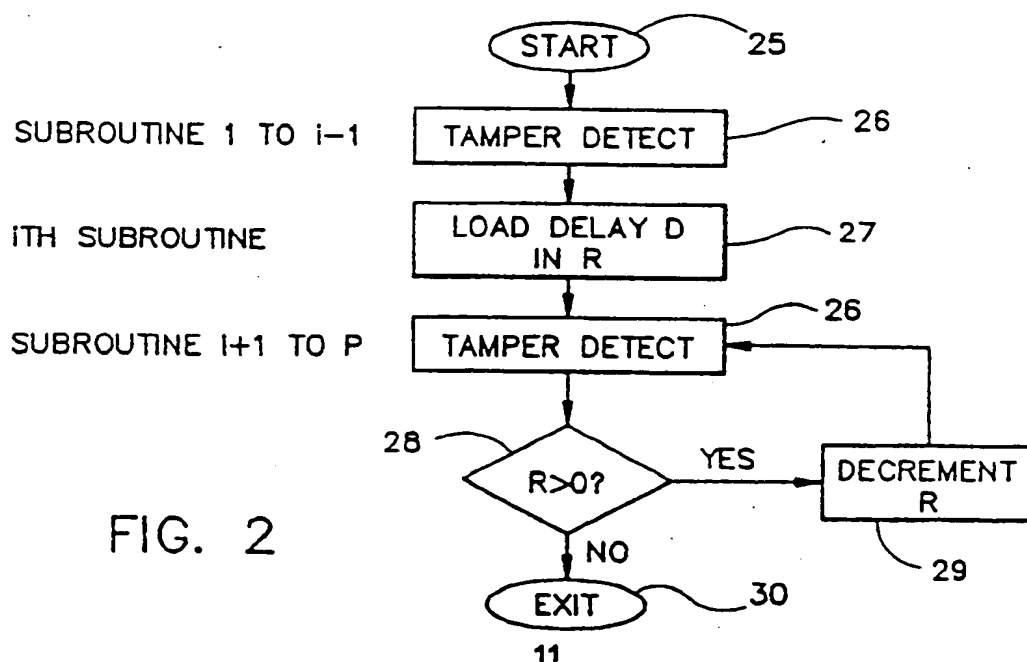 START
25
SUBROUTINE 1 TO i-1
TAMPER DETECT
26
iTH SUBROUTINE
LOAD DELAY D
IN R
27
26
SUBROUTINE i+1 TO P
TAMPER DETECT
28
R>0?
YES
DECREMENT
R
29
FIG. 2
NO
EXIT
30
11